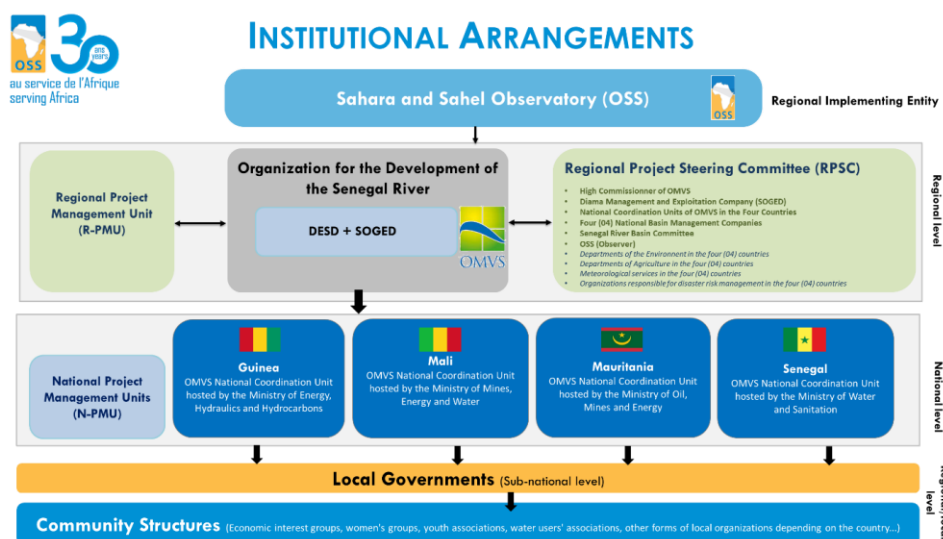 INSTITUTIONAL ARRANGEMENTS
OSS
30
ans
years
au service de l'Afrique
serving Africa
Sahara and Sahel Observatory (OSS)
OSS
Regional Implementing Entity
Regional Project
Management Unit
(R-PMU)
Organization for the Development of
the Senegal River
DESD + SOGED
OMVS
Regional Project Steering Committee (RPSC)
• High Commissioner of OMVS
• Diama Management and Exploitation Company (SOGED)
• National Coordination Units of OMVS in the Four Countries
• Four (04) National Basin Management Companies
• Senegal River Basin Committee
• OSS (Observer)
• Departments of the Environment in the four (04) countries
• Departments of Agriculture in the four (04) countries
• Meteorological services in the four (04) countries
• Organizations responsible for disaster risk management in the four (04) countries
Regional level
National Project
Management Units
(N-PMU)
Guinea
OMVS National Coordination Unit
hosted by the Ministry of Energy,
Hydraulics and Hydrocarbons
Mali
OMVS National Coordination Unit
hosted by the Ministry of Mines,
Energy and Water
Mauritania
OMVS National Coordination Unit
hosted by the Ministry of Oil,
Mines and Energy
Senegal
OMVS National Coordination Unit
hosted by the Ministry of Water
and Sanitation
National level
Local Governments (Sub-national level)
Community Structures (Economic interest groups, women's groups, youth associations, water users' associations, other forms of local organizations depending on the country...)
level